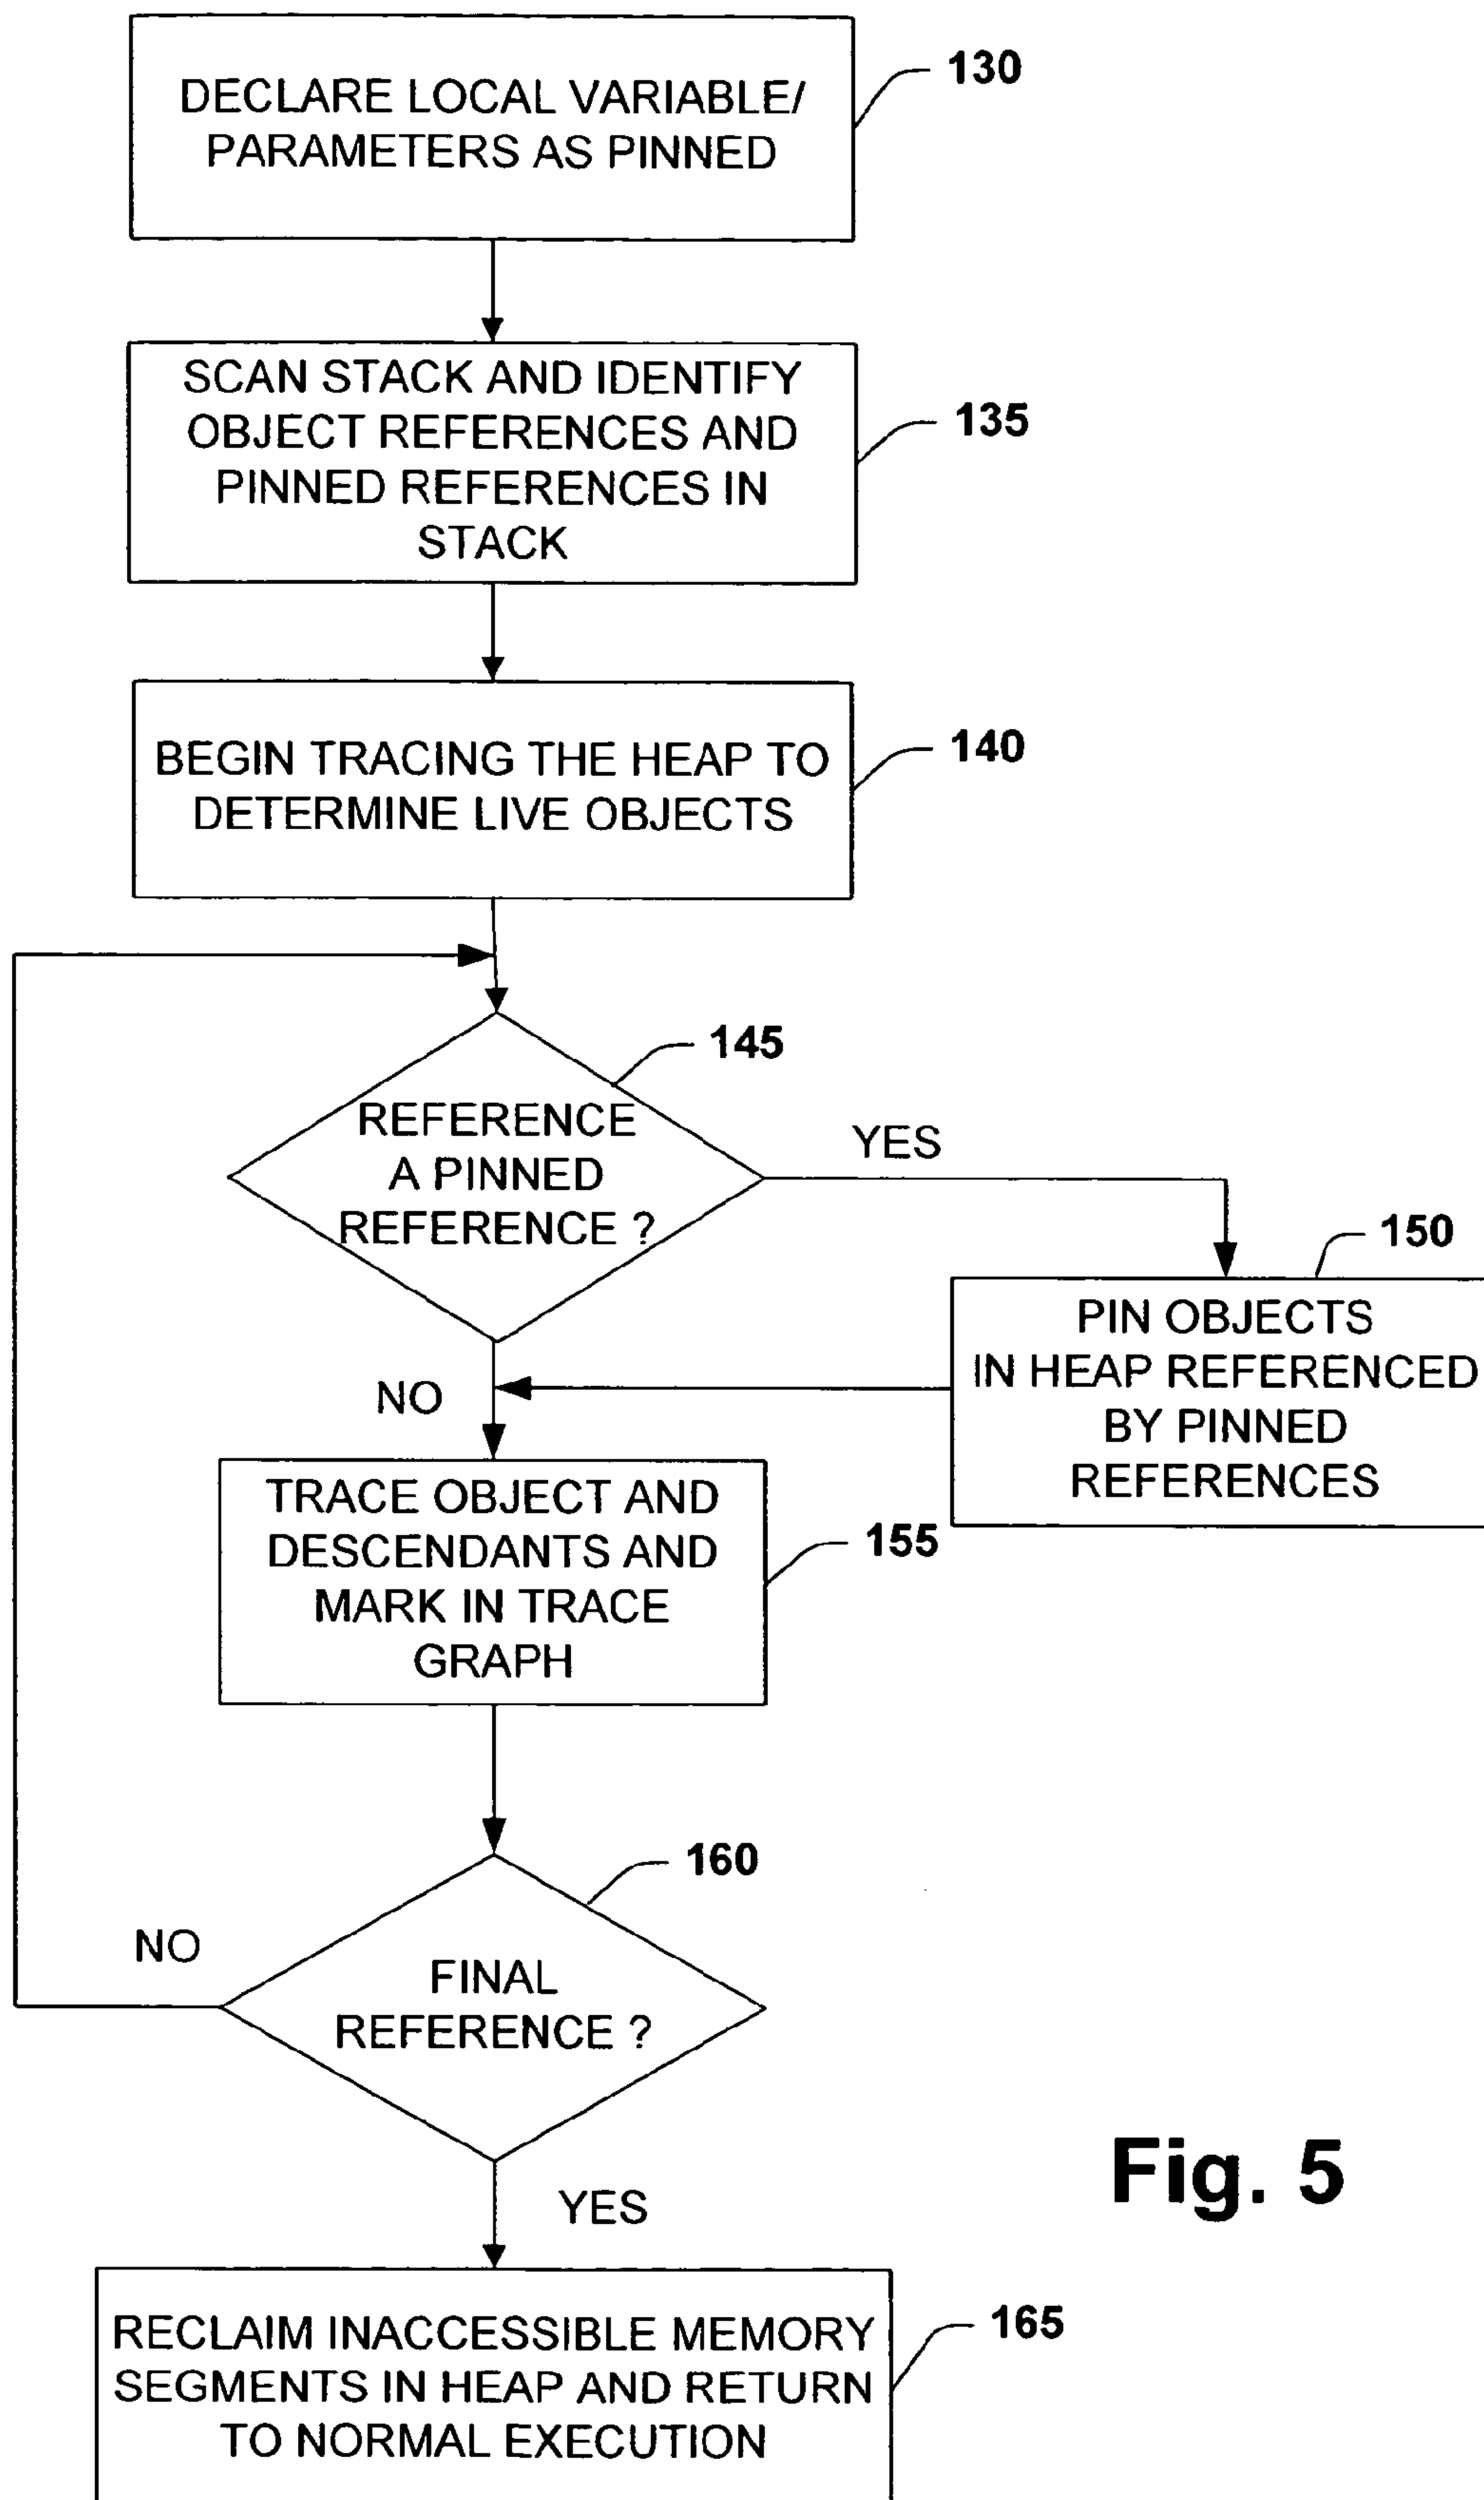 130
DECLARE LOCAL VARIABLE/
PARAMETERS AS PINNED
SCAN STACK AND IDENTIFY
OBJECT REFERENCES AND
PINNED REFERENCES IN
STACK
135
BEGIN TRACING THE HEAP TO
DETERMINE LIVE OBJECTS
140
145
REFERENCE
A PINNED
REFERENCE ?
YES
NO
150
PIN OBJECTS
IN HEAP REFERENCED
BY PINNED
REFERENCES
TRACE OBJECT AND
DESCENDANTS AND
MARK IN TRACE
GRAPH
155
160
FINAL
REFERENCE ?
NO
YES
Fig. 5
RECLAIM INACCESSIBLE MEMORY
SEGMENTS IN HEAP AND RETURN
TO NORMAL EXECUTION
165